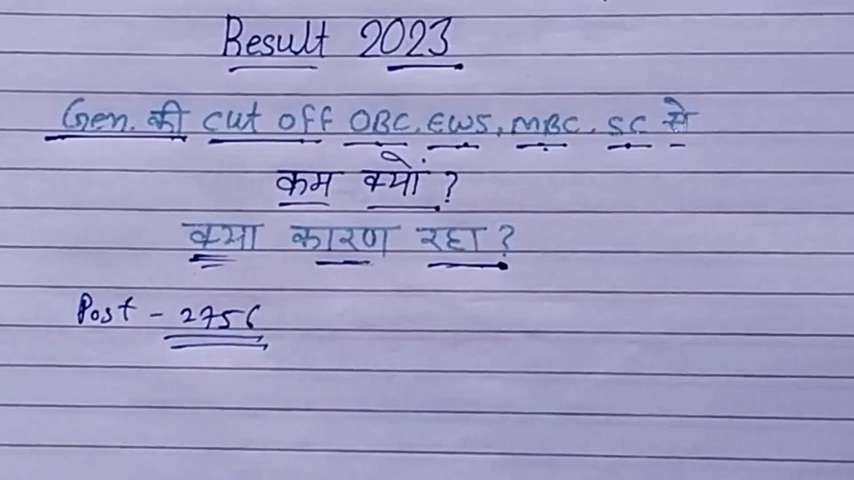 Result 2023
Gen. की cut off OBC, EWS, MBC, SC से
कम क्यों ?
क्या कारण रहा ?
Post - 2756